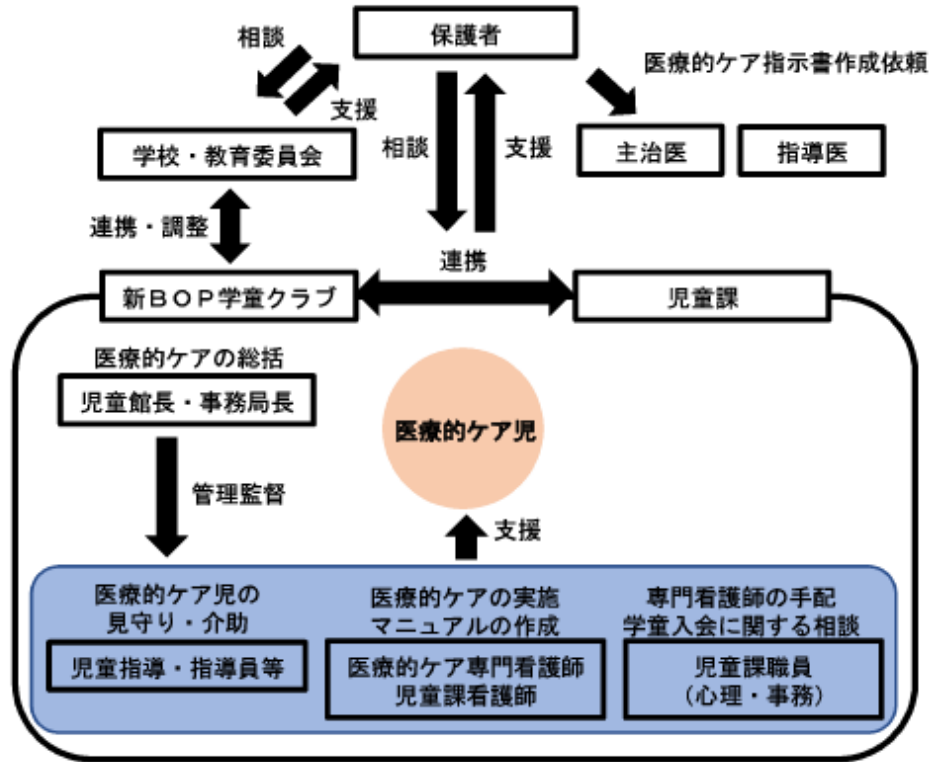 保護者
相談
支援
医療的ケア指示書作成依頼
学校・教育委員会
相談
支援
主治医
指導医
連携・調整
連携
新ＢＯＰ学童クラブ
児童課
医療的ケアの総括
児童館長・事務局長
医療的ケア児
管理監督
支援
医療的ケア児の
見守り・介助
児童指導・指導員等
医療的ケアの実施
マニュアルの作成
医療的ケア専門看護師
児童課看護師
専門看護師の手配
学童入会に関する相談
児童課職員
（心理・事務）